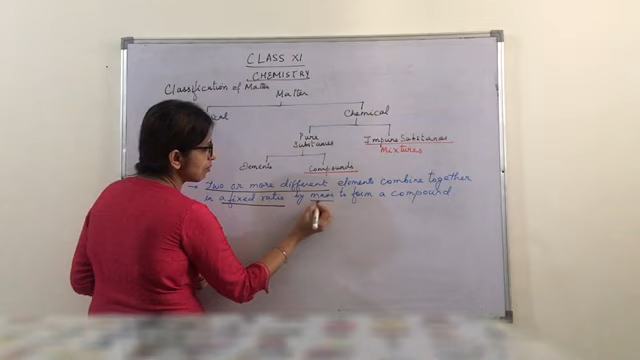 CLASS XI
CHEMISTRY
Classification of Matter
Matter
Chemical
Pure
Substances
Impure Substances
Mixtures
Elements
Compounds
→ Two or more different elements combine together
in a fixed ratio by mass to form a compound